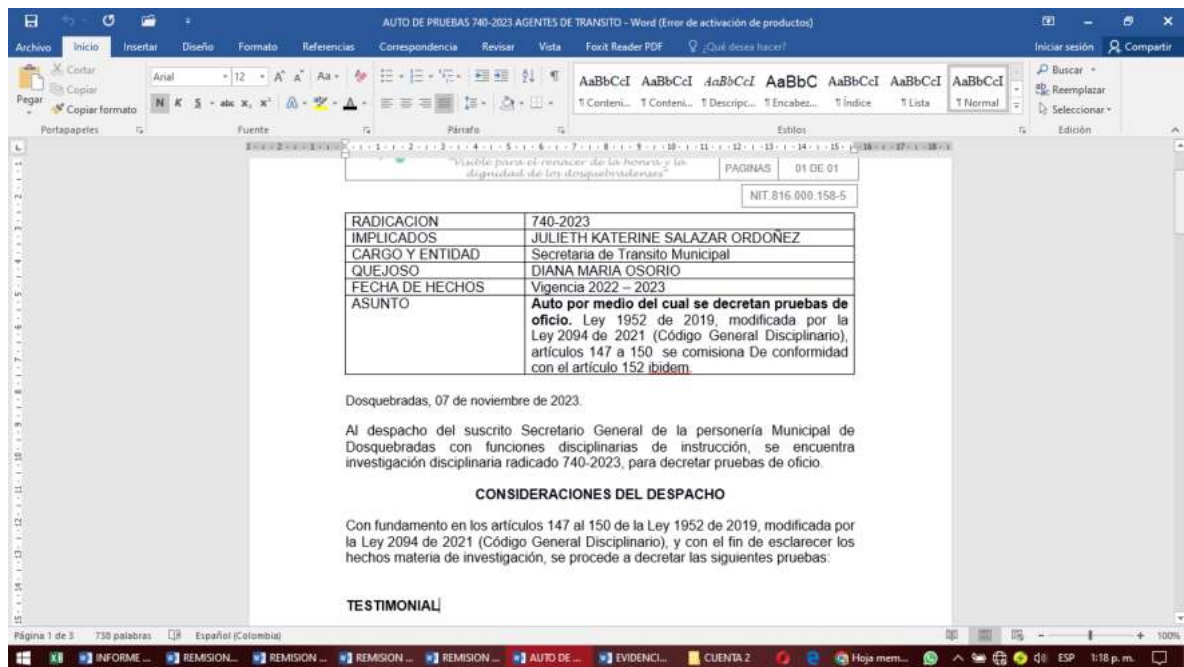 AUTO DE PRUEBAS 740-2023 AGENTES DE TRANSITO - Word (Error de activación de productos)
Archivo Inicio Insertar Diseño Formato Referencias Correspondencia Revisar Vista Foxit Reader PDF ¿Qué desea hacer? Iniciar sesión Compartir
Pegar
Cortar
Copiar
Copiar formato
Portapapeles
Arial 12
N K S abc
Fuente
Párrafo
AaBbCcI AaBbCcI AaBbCcI AaBbC AaBbCcI AaBbCcI AaBbCcI
¶ Conteni... ¶ Conteni... ¶ Descripc... ¶ Encabez... ¶ Índice ¶ Lista ¶ Normal
Estilos
Buscar
Reemplazar
Seleccionar
Edición
"Visible para el renacer de la honra y la
dignidad de los dosquebradenses"
PAGINAS 01 DE 01
NIT.816.000.158-5
RADICACION 740-2023
IMPLICADOS JULIETH KATERINE SALAZAR ORDOÑEZ
CARGO Y ENTIDAD Secretaria de Transito Municipal
QUEJOSO DIANA MARIA OSORIO
FECHA DE HECHOS Vigencia 2022 – 2023
ASUNTO Auto por medio del cual se decretan pruebas de
oficio. Ley 1952 de 2019, modificada por la
Ley 2094 de 2021 (Código General Disciplinario),
artículos 147 a 150 se comisiona De conformidad
con el artículo 152 ibidem.
Dosquebradas, 07 de noviembre de 2023.
Al despacho del suscrito Secretario General de la personería Municipal de
Dosquebradas con funciones disciplinarias de instrucción, se encuentra
investigación disciplinaria radicado 740-2023, para decretar pruebas de oficio.
CONSIDERACIONES DEL DESPACHO
Con fundamento en los artículos 147 al 150 de la Ley 1952 de 2019, modificada por
la Ley 2094 de 2021 (Código General Disciplinario), y con el fin de esclarecer los
hechos materia de investigación, se procede a decretar las siguientes pruebas:
TESTIMONIAL
Página 1 de 3 738 palabras Español (Colombia) 100%
INFORME ... REMISION... REMISION ... REMISION ... REMISION ... AUTO DE ... EVIDENCI... CUENTA 2 Hoja mem... ESP 1:18 p. m.